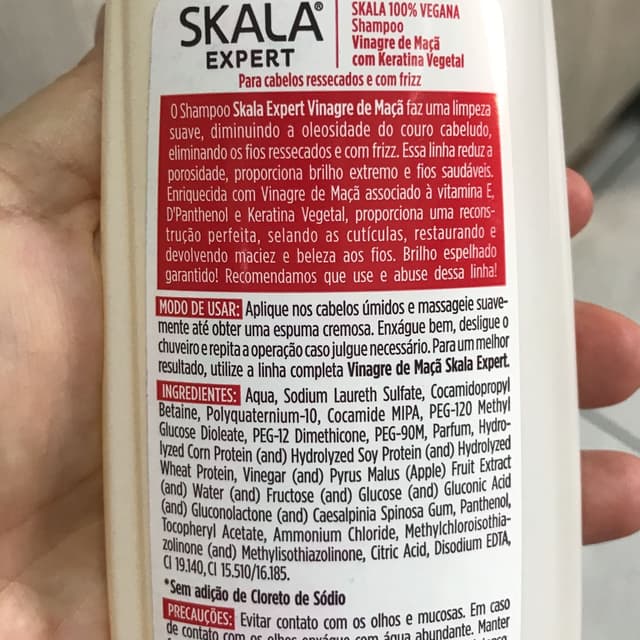 SKALA®
EXPERT
SKALA 100% VEGANA
Shampoo
Vinagre de Maçã
com Keratina Vegetal
Para cabelos ressecados e com frizz
O Shampoo Skala Expert Vinagre de Maçã faz uma limpeza
suave, diminuindo a oleosidade do couro cabeludo,
eliminando os fios ressecados e com frizz. Essa linha reduz a
porosidade, proporciona brilho extremo e fios saudáveis.
Enriquecida com Vinagre de Maçã associado à vitamina E,
D'Panthenol e Keratina Vegetal, proporciona uma recons-
trução perfeita, selando as cutículas, restaurando e
devolvendo maciez e beleza aos fios. Brilho espelhado
garantido! Recomendamos que use e abuse dessa linha!
MODO DE USAR: Aplique nos cabelos úmidos e massageie suave-
mente até obter uma espuma cremosa. Enxágue bem, desligue o
chuveiro e repita a operação caso julgue necessário. Para um melhor
resultado, utilize a linha completa Vinagre de Maçã Skala Expert.
INGREDIENTES: Aqua, Sodium Laureth Sulfate, Cocamidopropyl
Betaine, Polyquaternium-10, Cocamide MIPA, PEG-120 Methyl
Glucose Dioleate, PEG-12 Dimethicone, PEG-90M, Parfum, Hydro-
lyzed Corn Protein (and) Hydrolyzed Soy Protein (and) Hydrolyzed
Wheat Protein, Vinegar (and) Pyrus Malus (Apple) Fruit Extract
(and) Water (and) Fructose (and) Glucose (and) Gluconic Acid
(and) Gluconolactone (and) Caesalpinia Spinosa Gum, Panthenol,
Tocopheryl Acetate, Ammonium Chloride, Methylchloroisothia-
zolinone (and) Methylisothiazolinone, Citric Acid, Disodium EDTA,
CI 19.140, CI 15.510/16.185.
*Sem adição de Cloreto de Sódio
PRECAUÇÕES: Evitar contato com os olhos e mucosas. Em caso
de contato com os olhos enxágue com água abundante. Manter